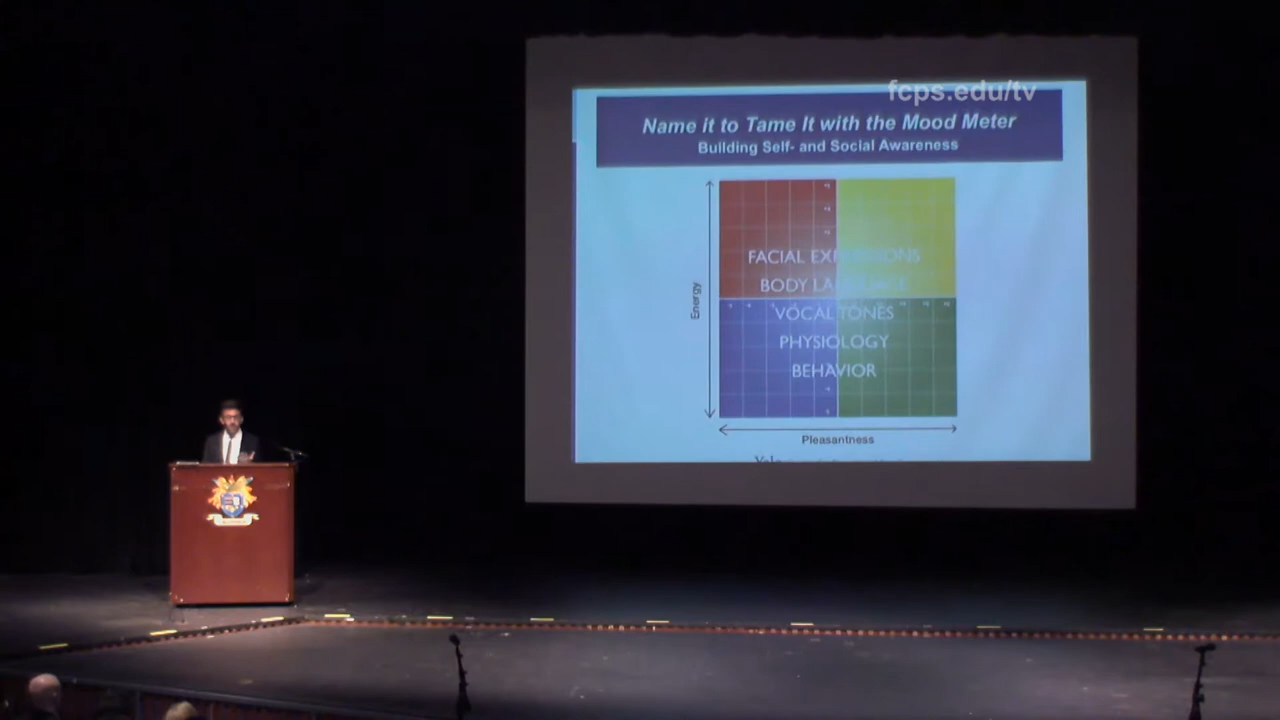 fcps.edu/tv
Name it to Tame It with the Mood Meter
Building Self- and Social Awareness
FACIAL EXPRESSIONS
BODY LANGUAGE
VOCAL TONES
PHYSIOLOGY
BEHAVIOR
Energy
Pleasantness